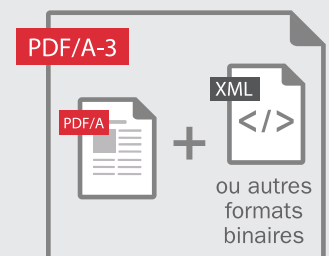 PDF/A-3
XML
PDF/A
</>
+
ou autres
formats
binaires